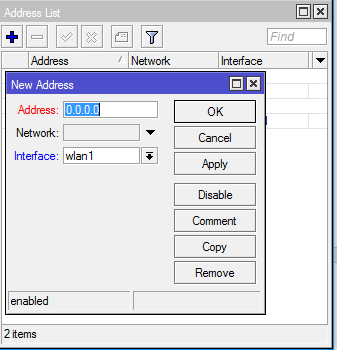 Address List
Find
Address Network Interface
New Address
Address: 0.0.0.0 OK
Network: Cancel
Interface: wlan1 Apply
Disable
Comment
Copy
Remove
enabled
2 items